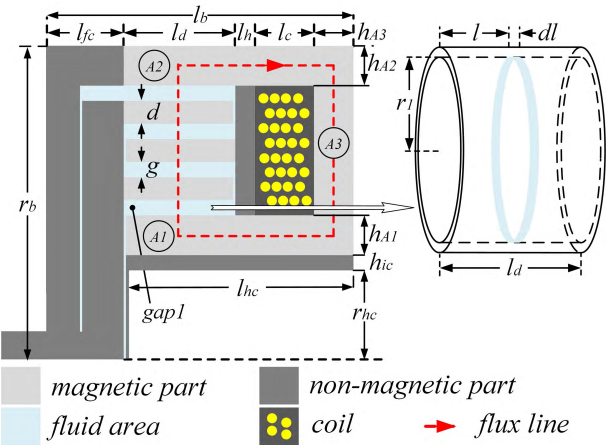 l_b
l_fc l_d l_h l_c h_A3
A2 h_A2
d
A3
g
r_b
A1 h_A1
h_ic
l_hc
gap1 r_hc
l dl
r_1
l_d
magnetic part non-magnetic part
fluid area coil flux line